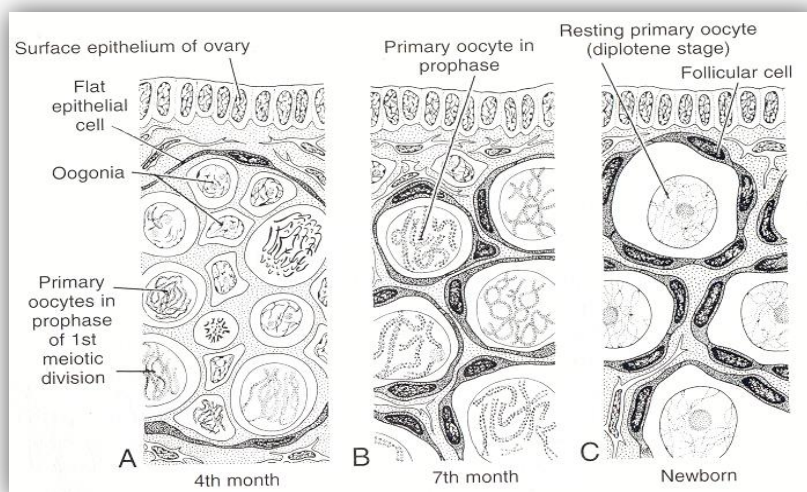 Surface epithelium of ovary
Flat
epithelial
cell
Oogonia
Primary
oocytes in
prophase
of 1st
meiotic
division
A
4th month
Primary oocyte in
prophase
B
7th month
Resting primary oocyte
(diplotene stage)
Follicular cell
C
Newborn